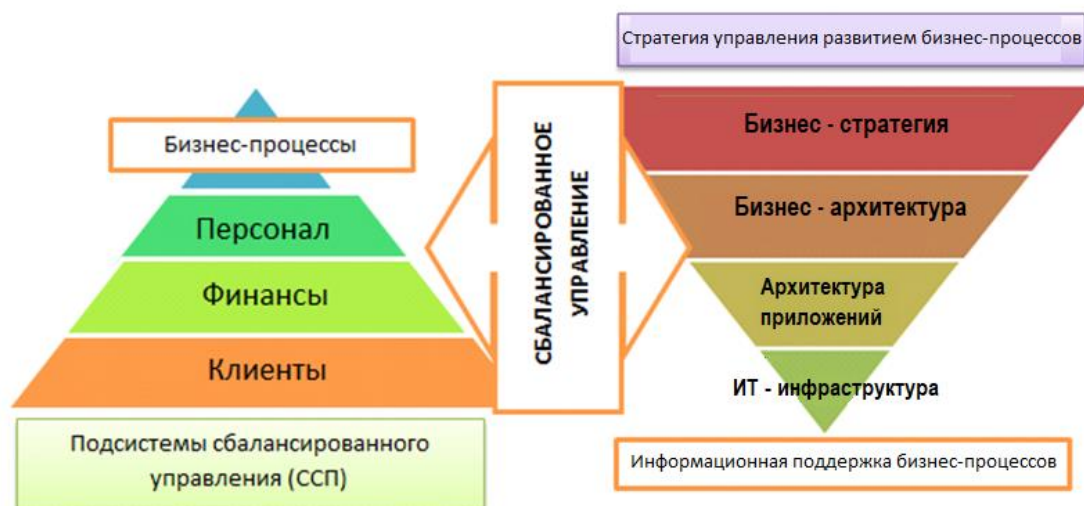 Бизнес-процессы
Персонал
Финансы
Клиенты
Подсистемы сбалансированного
управления (ССП)
СБАЛАНСИРОВАННОЕ
УПРАВЛЕНИЕ
Стратегия управления развитием бизнес-процессов
Бизнес - стратегия
Бизнес - архитектура
Архитектура
приложений
ИТ - инфраструктура
Информационная поддержка бизнес-процессов